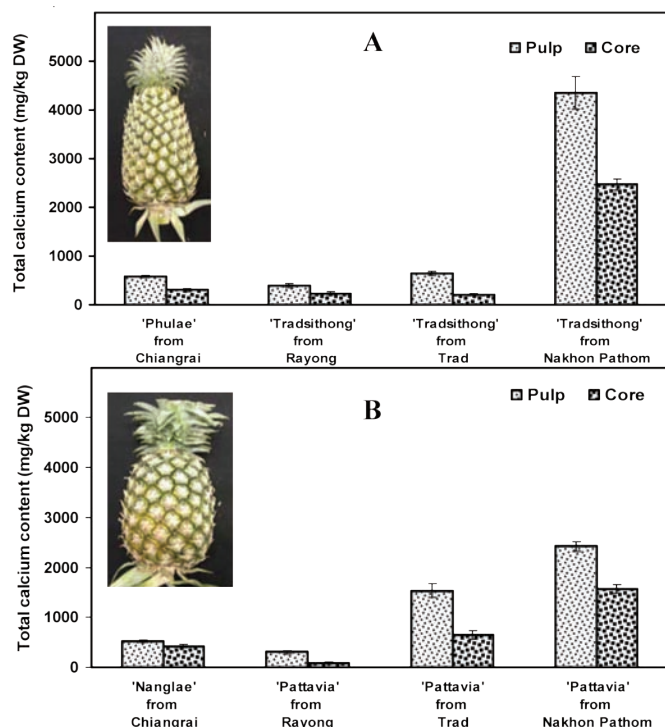 A
Pulp Core
Total calcium content (mg/kg DW)
5000
4000
3000
2000
1000
0
'Phulae' 'Tradsithong' 'Tradsithong' 'Tradsithong'
from from from from
Chiangrai Rayong Trad Nakhon Pathom
B
Pulp Core
Total calcium content (mg/kg DW)
5000
4000
3000
2000
1000
0
'Nanglae' 'Pattavia' 'Pattavia' 'Pattavia'
from from from from
Chiangrai Rayong Trad Nakhon Pathom